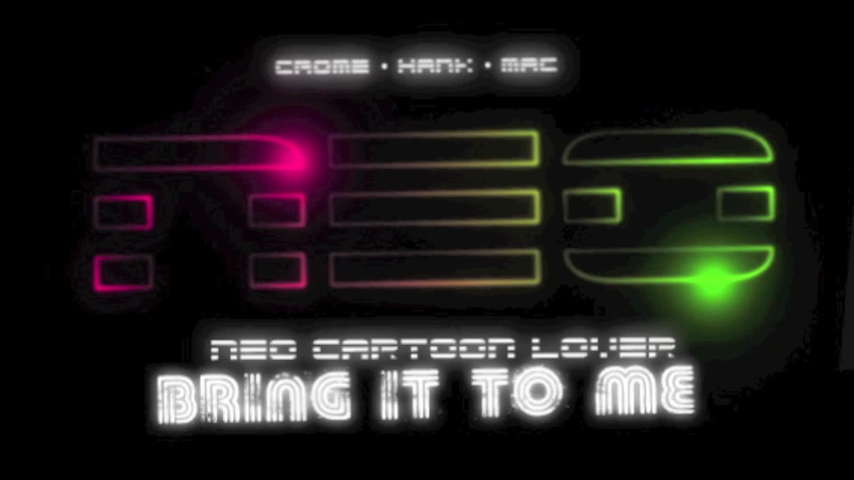 CROME • HANK • MAC
NEO
NEO CARTOON LOVER
BRING IT TO ME